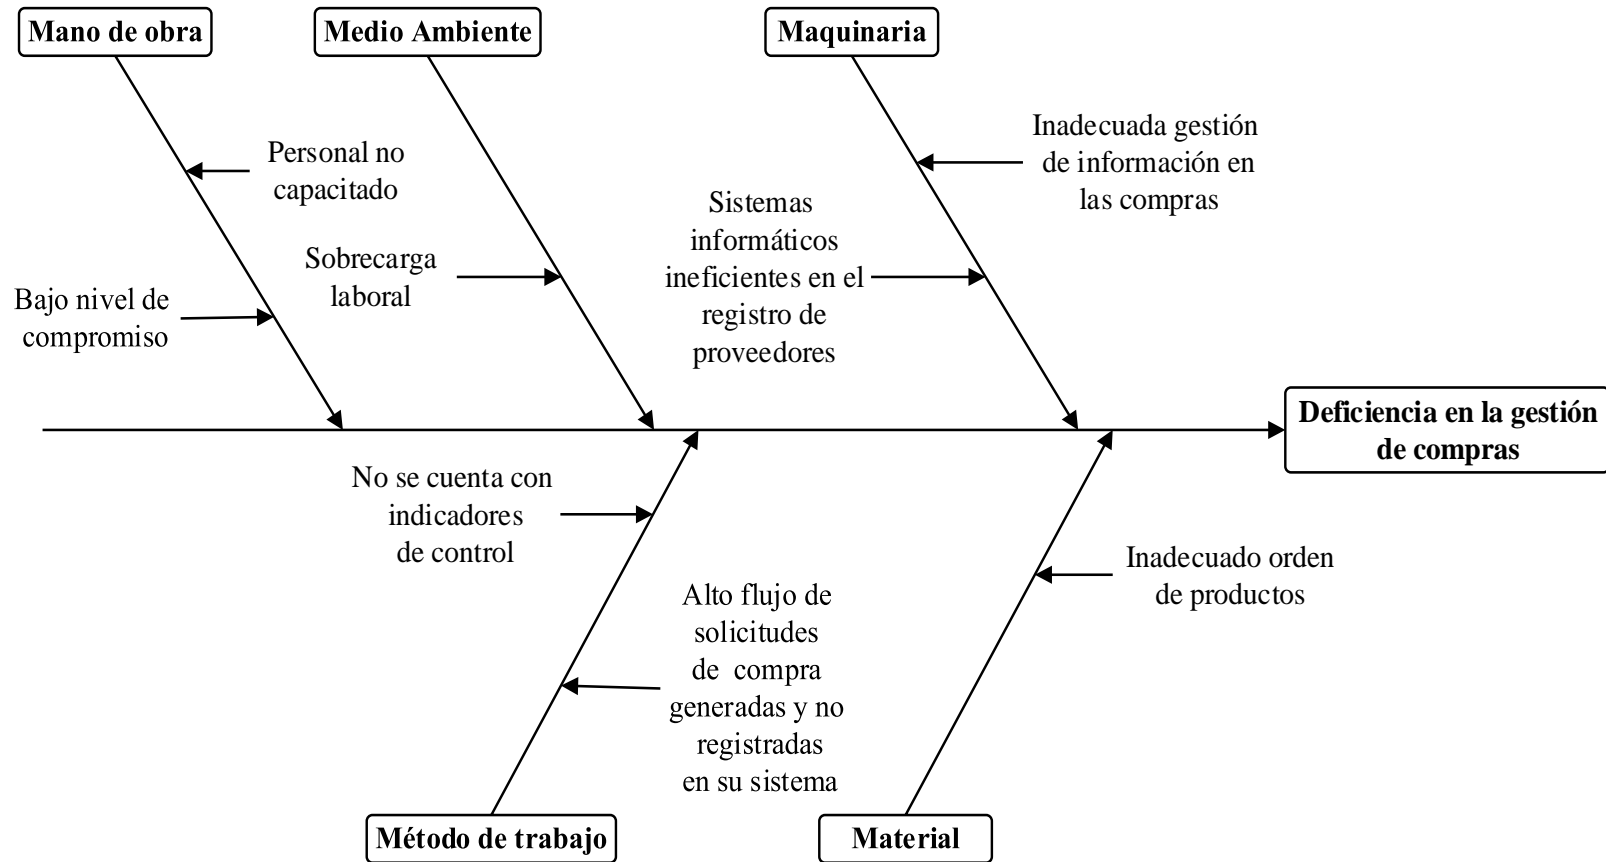 Mano de obra
Medio Ambiente
Maquinaria
Personal no
capacitado
Bajo nivel de
compromiso
Sobrecarga
laboral
Sistemas
informáticos
ineficientes en el
registro de
proveedores
Inadecuada gestión
de información en
las compras
Deficiencia en la gestión
de compras
No se cuenta con
indicadores
de control
Alto flujo de
solicitudes
de compra
generadas y no
registradas
en su sistema
Inadecuado orden
de productos
Método de trabajo
Material